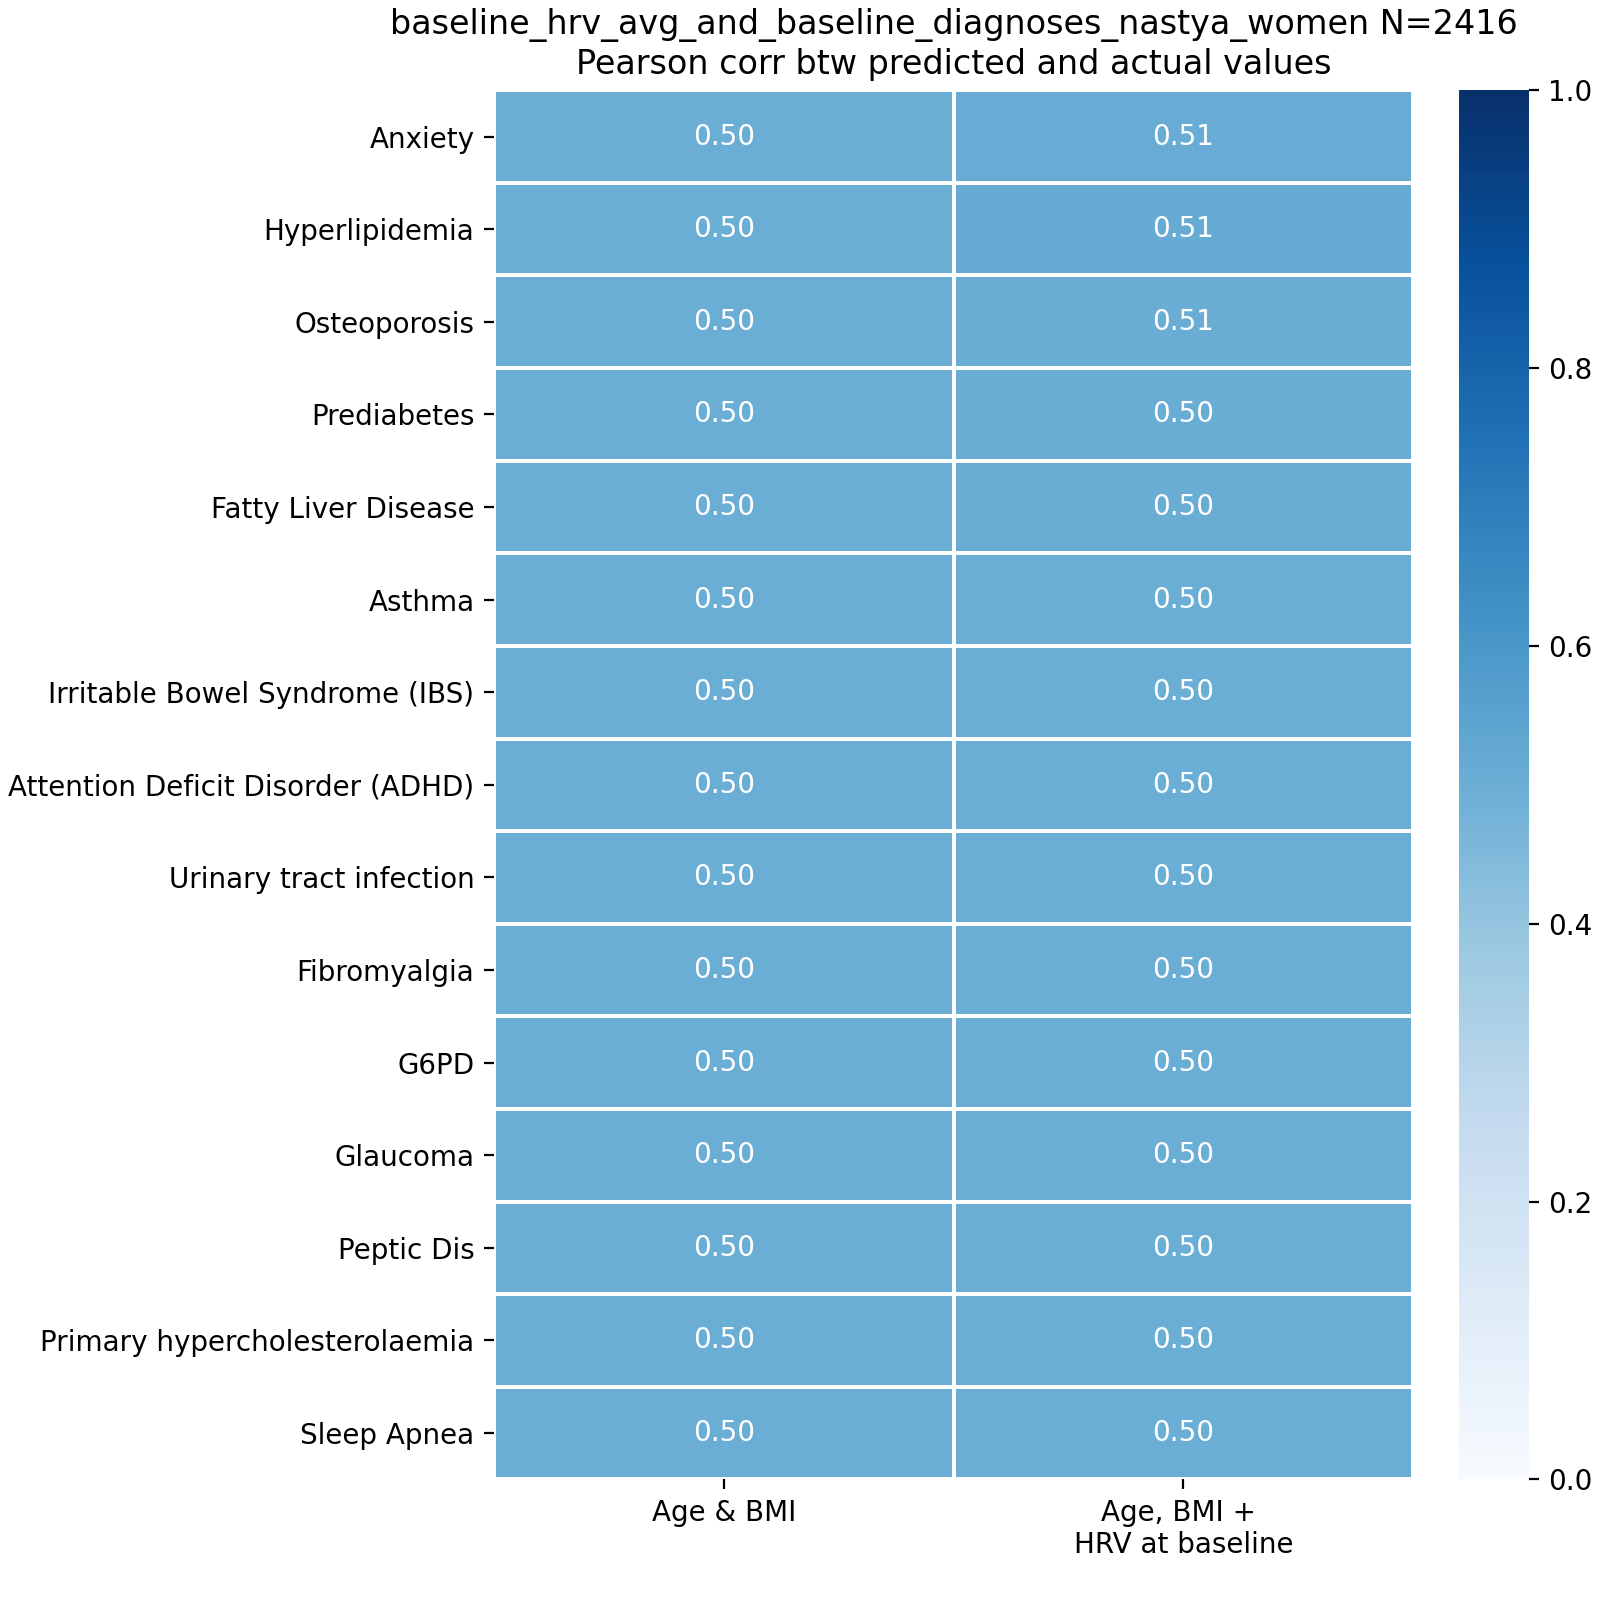 baseline_hrv_avg_and_baseline_diagnoses_nastya_women N=2416
Pearson corr btw predicted and actual values
Anxiety 0.50 0.51
Hyperlipidemia 0.50 0.51
Osteoporosis 0.50 0.51
Prediabetes 0.50 0.50
Fatty Liver Disease 0.50 0.50
Asthma 0.50 0.50
Irritable Bowel Syndrome (IBS) 0.50 0.50
Attention Deficit Disorder (ADHD) 0.50 0.50
Urinary tract infection 0.50 0.50
Fibromyalgia 0.50 0.50
G6PD 0.50 0.50
Glaucoma 0.50 0.50
Peptic Dis 0.50 0.50
Primary hypercholesterolaemia 0.50 0.50
Sleep Apnea 0.50 0.50
Age & BMI
Age, BMI +
HRV at baseline
1.0
0.8
0.6
0.4
0.2
0.0